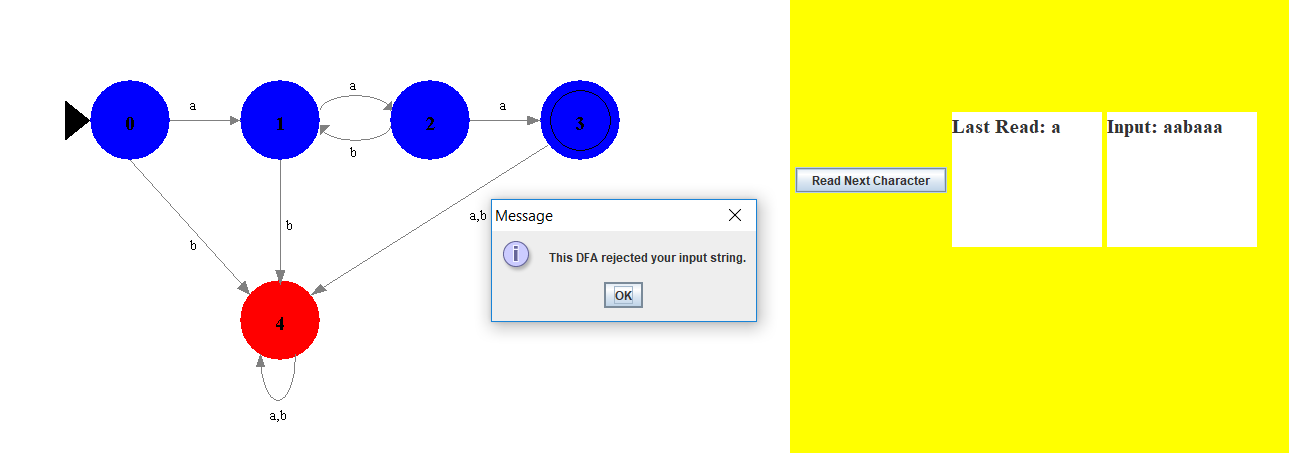 a
a
a
0
1
2
3
b
a,b
b
b
4
a,b
Message
This DFA rejected your input string.
OK
Read Next Character
Last Read: a
Input: aabaaa